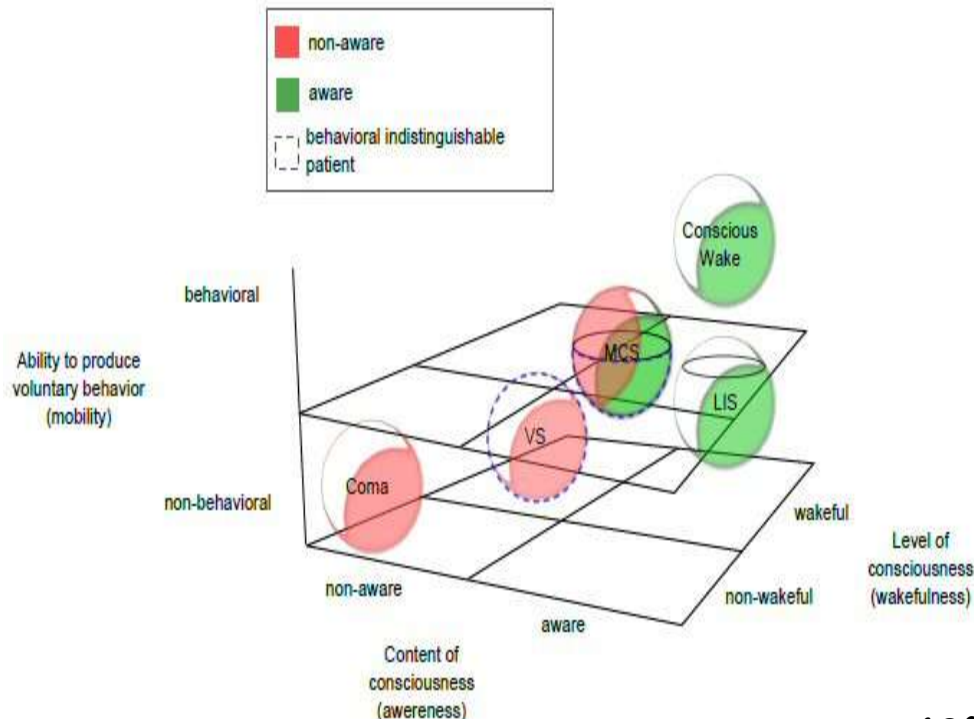 non-aware
aware
behavioral indistinguishable
patient
Conscious
Wake
behavioral
MCS
Ability to produce
voluntary behavior
(mobility)
LIS
VS
Coma
non-behavioral
wakeful
Level of
consciousness
(wakefulness)
non-aware
non-wakeful
aware
Content of
consciousness
(awereness)